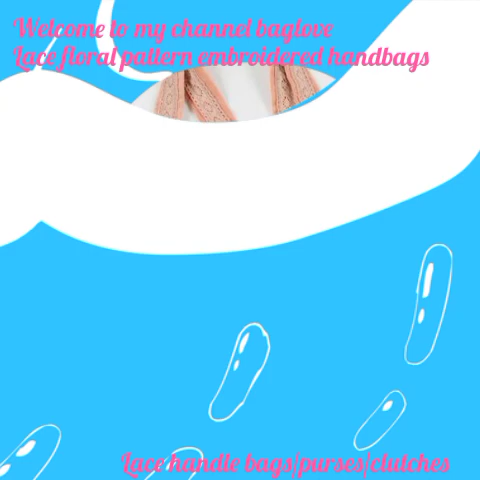 Welcome to my channel baglove
Lace floral pattern embroidered handbags
Lace handle bags/purses/clutches